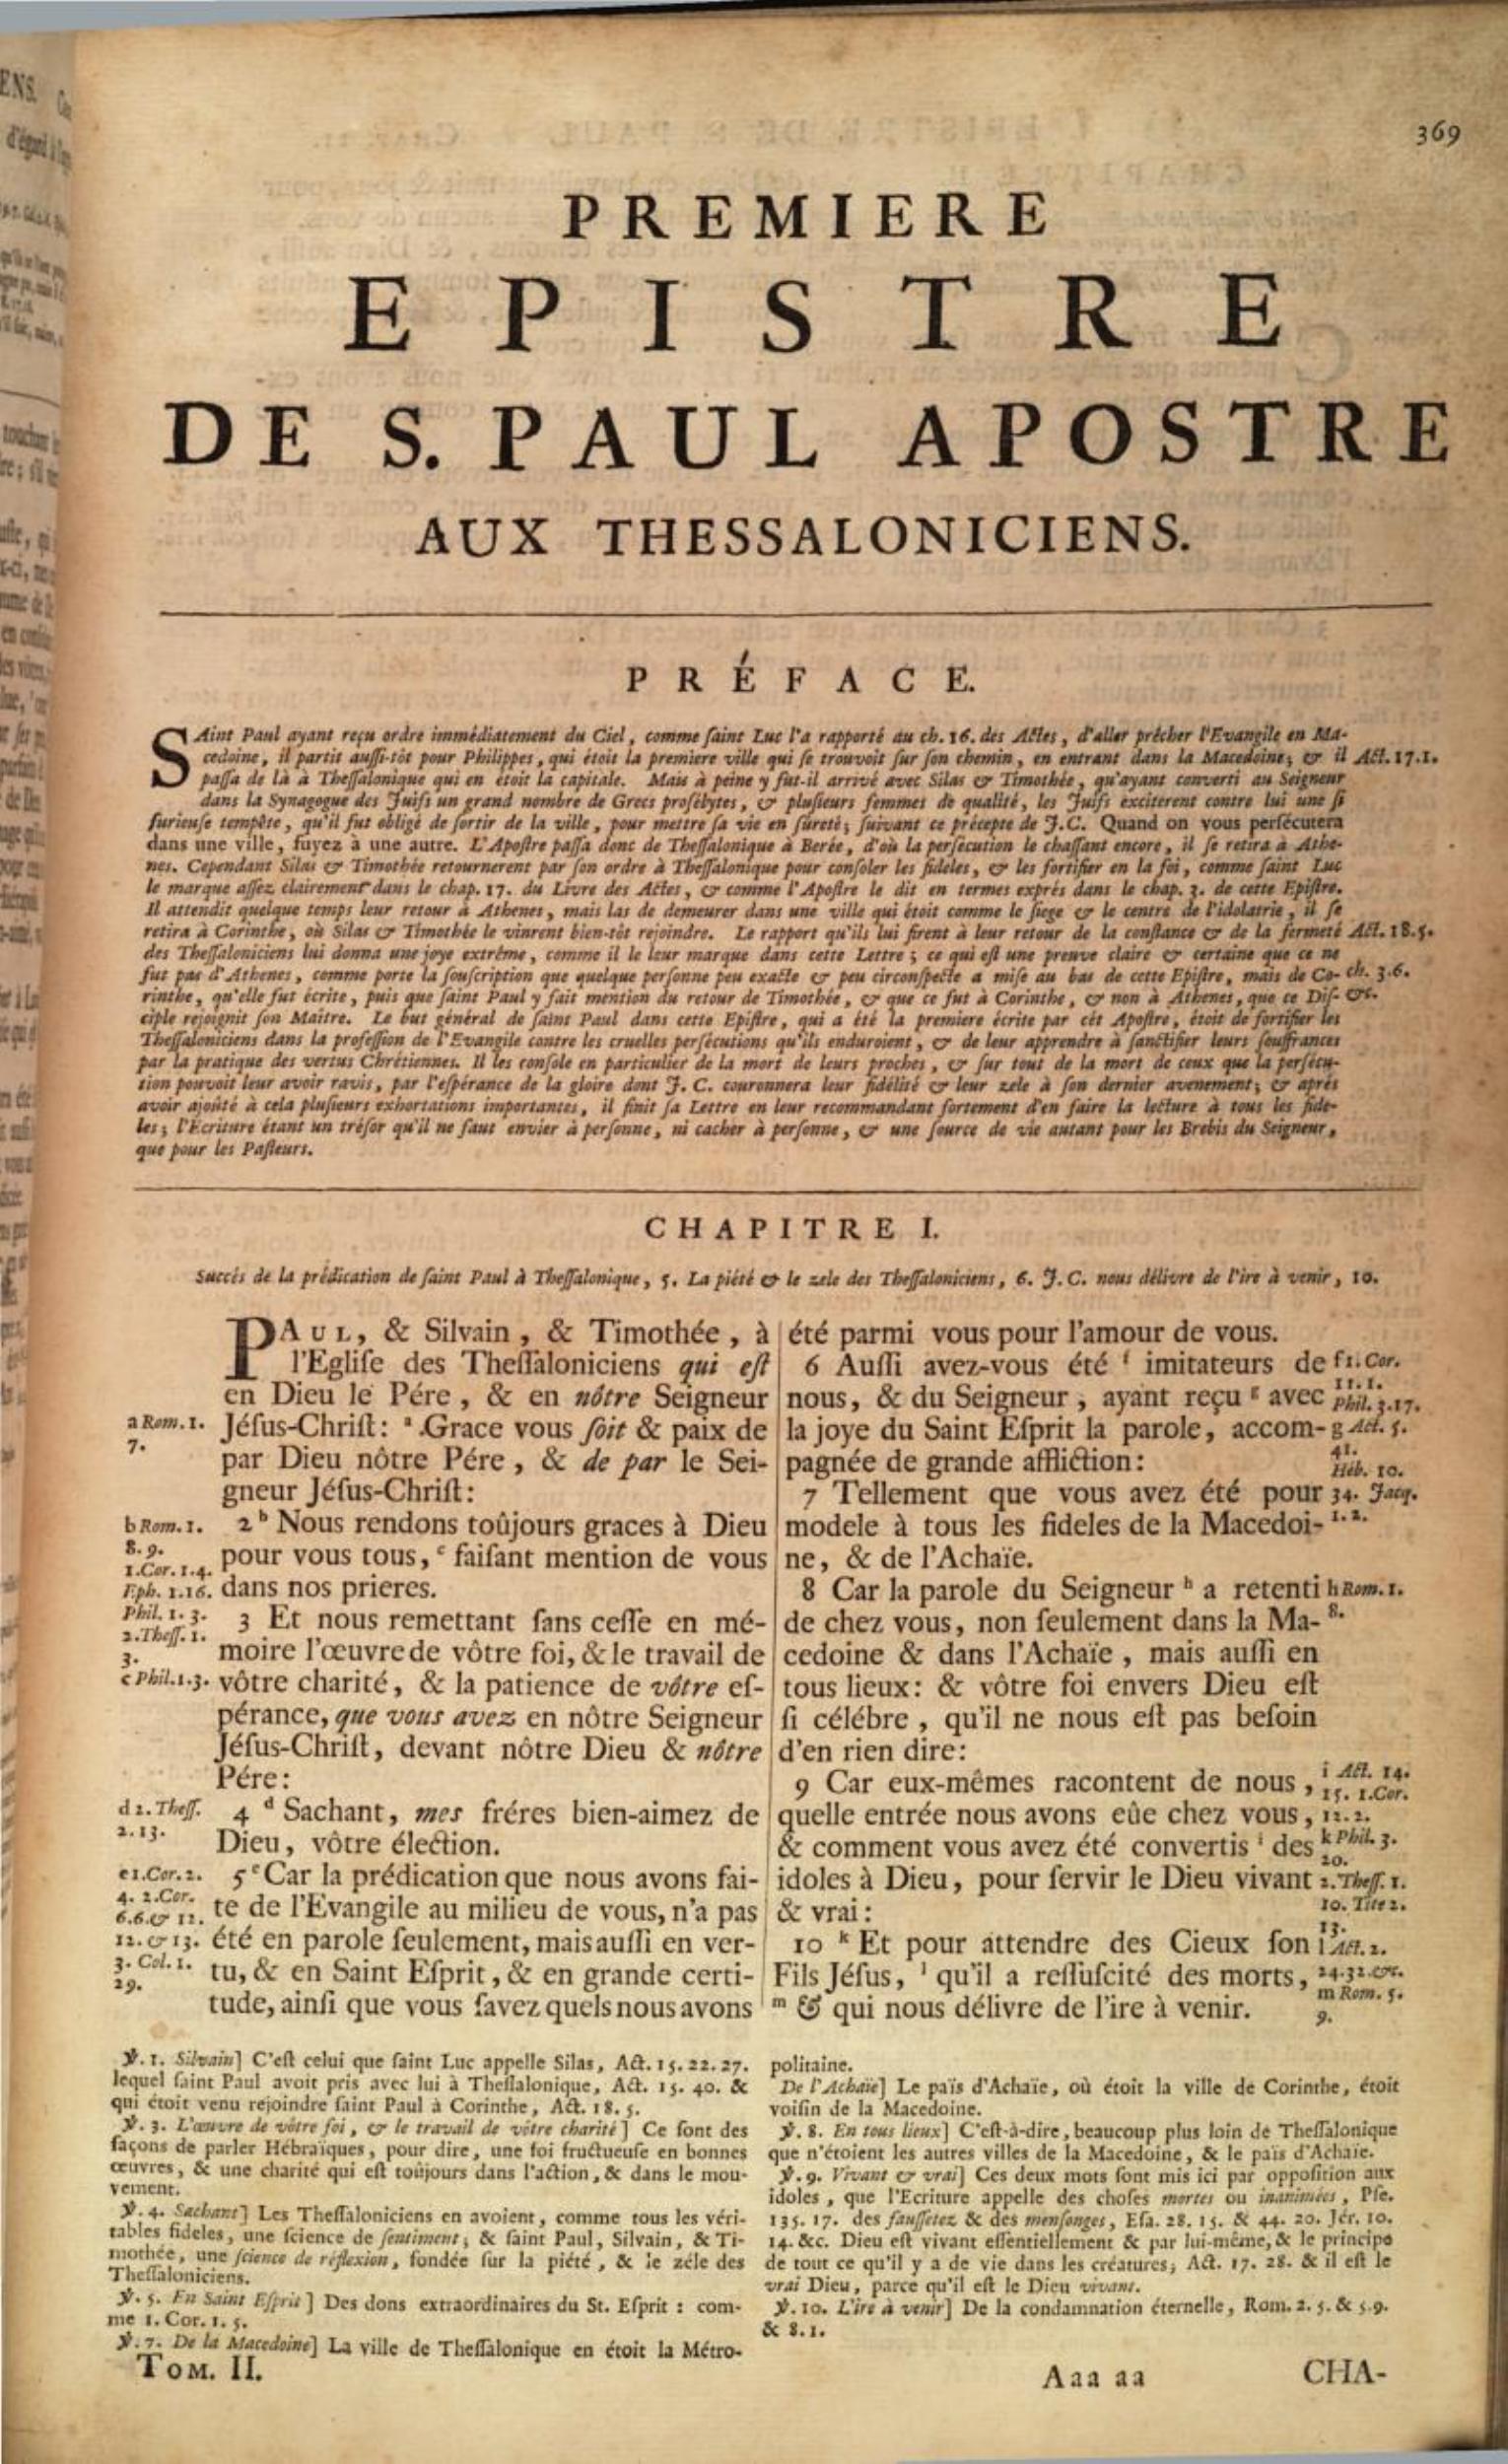 369
PREMIERE
EPISTRE
DE S. PAUL APOSTRE
AUX THESSALONICIENS.
PRÉFACE.
SAint Paul ayant reçu ordre immédiatement du Ciel, comme ſaint Luc l'a rapporté au ch. 16. des Actes, d'aller prêcher l'Evangile en Ma-
cedoine, il partit auſſi-tôt pour Philippes, qui étoit la premiere ville qui ſe trouvoit ſur ſon chemin, en entrant dans la Macedoine; & il
Act. 17.1.
paſſa de là à Theſſalonique qui en étoit la capitale. Mais à peine y fut-il arrivé avec Silas & Timothée, qu'ayant converti au Seigneur
dans la Synagogue des Juifs un grand nombre de Grecs proſélytes, & pluſieurs femmes de qualité, les Juifs exciterent contre lui une ſi
furieuſe tempête, qu'il fut obligé de ſortir de la ville, pour mettre ſa vie en ſûreté; ſuivant ce précepte de J.C. Quand on vous perſécutera
dans une ville, fuyez à une autre. L'Apoſtre paſſa donc de Theſſalonique à Berée, d'où la perſécution le chaſſant encore, il ſe retira à Athe-
nes. Cependant Silas & Timothée retournerent par ſon ordre à Theſſalonique pour conſoler les fideles, & les fortifier en la foi, comme ſaint Luc
le marque aſſez clairement dans le chap. 17. du Livre des Actes, & comme l'Apoſtre le dit en termes exprés dans le chap. 3. de cette Epiſtre.
Il attendit quelque temps leur retour à Athenes, mais las de demeurer dans une ville qui étoit comme le ſiege & le centre de l'idolatrie, il ſe
retira à Corinthe, où Silas & Timothée le vinrent bien-tôt rejoindre. Le rapport qu'ils lui firent à leur retour de la conſtance & de la fermeté
Act. 18.5.
des Theſſaloniciens lui donna une joye extrême, comme il le leur marque dans cette Lettre; ce qui eſt une preuve claire & certaine que ce ne
fut pas d'Athenes, comme porte la ſouſcription que quelque perſonne peu exacte & peu circonſpecte a miſe au bas de cette Epiſtre, mais de Co-
ch. 3.6.
rinthe, qu'elle fut écrite, puis que ſaint Paul y fait mention du retour de Timothée, & que ce fut à Corinthe, & non à Athenes, que ce Diſ-
&c.
ciple rejoignit ſon Maître. Le but général de ſaint Paul dans cette Epiſtre, qui a été la premiere écrite par cét Apoſtre, étoit de fortifier les
Theſſaloniciens dans la profeſſion de l'Evangile contre les cruelles perſécutions qu'ils enduroient, & de leur apprendre à ſanctifier leurs ſouffrances
par la pratique des vertus Chrétiennes. Il les conſole en particulier de la mort de leurs proches, & ſur tout de la mort de ceux que la perſécu-
tion pouvoit leur avoir ravis, par l'eſpérance de la gloire dont J. C. couronnera leur fidélité & leur zele à ſon dernier avenement; & aprés
avoir ajoûté à cela pluſieurs exhortations importantes, il finit ſa Lettre en leur recommandant fortement d'en faire la lecture à tous les fide-
les; l'Ecriture étant un tréſor qu'il ne faut envier à perſonne, ni cacher à perſonne, & une ſource de vie autant pour les Brebis du Seigneur,
que pour les Paſteurs.
CHAPITRE I.
Succés de la prédication de ſaint Paul à Theſſalonique, 5. La piété & le zele des Theſſaloniciens, 6. J.C. nous délivre de l'ire à venir, 10.
PAUL, & Silvain, & Timothée, à
l'Egliſe des Theſſaloniciens qui eſt
en Dieu le Pére, & en nôtre Seigneur
Jéſus-Chriſt: ª Grace vous ſoit & paix de
par Dieu nôtre Pére, & de par le Sei-
gneur Jéſus-Chriſt:
2 ᵇ Nous rendons toûjours graces à Dieu
pour vous tous, ᶜ faiſant mention de vous
dans nos prieres.
3 Et nous remettant ſans ceſſe en mé-
moire l'œuvre de vôtre foi, & le travail de
vôtre charité, & la patience de vôtre eſ-
pérance, que vous avez en nôtre Seigneur
Jéſus-Chriſt, devant nôtre Dieu & nôtre
Pére:
4 ᵈ Sachant, mes fréres bien-aimez de
Dieu, vôtre élection.
5 ᵉ Car la prédication que nous avons fai-
te de l'Evangile au milieu de vous, n'a pas
été en parole ſeulement, mais auſſi en ver-
tu, & en Saint Eſprit, & en grande certi-
tude, ainſi que vous ſavez quels nous avons
a Rom. 1.
7.
b Rom. 1.
8. 9.
1.Cor. 1.4.
Eph. 1.16.
Phil. 1. 3.
2.Theſſ. 1.
3.
c Phil.1.3.
d 2. Theſſ.
2. 13.
e 1.Cor. 2.
4. 2.Cor.
6.6.& 12.
12. & 13.
3. Col. 1.
29.
été parmi vous pour l'amour de vous.
6 Auſſi avez-vous été ᶠ imitateurs de
nous, & du Seigneur, ayant reçu ᵍ avec
la joye du Saint Eſprit la parole, accom-
pagnée de grande affliction:
7 Tellement que vous avez été pour
modele à tous les fideles de la Macedoi-
ne, & de l'Achaïe.
8 Car la parole du Seigneur ʰ a retenti
de chez vous, non ſeulement dans la Ma-
cedoine & dans l'Achaïe, mais auſſi en
tous lieux: & vôtre foi envers Dieu eſt
ſi célébre, qu'il ne nous eſt pas beſoin
d'en rien dire:
9 Car eux-mêmes racontent de nous,
quelle entrée nous avons eûe chez vous,
& comment vous avez été convertis ⁱ des
idoles à Dieu, pour ſervir le Dieu vivant
& vrai:
10 ᵏ Et pour attendre des Cieux ſon
Fils Jéſus, ˡ qu'il a reſſuſcité des morts,
ᵐ & qui nous délivre de l'ire à venir.
f 1. Cor.
11. 1.
Phil. 3.17.
g Act. 5.
41.
Héb. 10.
34. Jacq.
1. 2.
h Rom. 1.
8.
i Act. 14.
15. 1.Cor.
12. 2.
k Phil. 3.
20.
2. Theſſ. 1.
10. Tite 2.
13.
l Act. 2.
24.32.&c.
m Rom. 5.
9.
℣. 1. Silvain] C'eſt celui que ſaint Luc appelle Silas, Act. 15. 22. 27.
lequel ſaint Paul avoit pris avec lui à Theſſalonique, Act. 15. 40. &
qui étoit venu rejoindre ſaint Paul à Corinthe, Act. 18. 5.
℣. 3. L'œuvre de vôtre foi, & le travail de vôtre charité] Ce ſont des
façons de parler Hébraïques, pour dire, une foi fructueuſe en bonnes
œuvres, & une charité qui eſt toûjours dans l'action, & dans le mou-
vement.
℣. 4. Sachant] Les Theſſaloniciens en avoient, comme tous les véri-
tables fideles, une ſcience de ſentiment; & ſaint Paul, Silvain, & Ti-
mothée, une ſcience de réflexion, fondée ſur la piété, & le zéle des
Theſſaloniciens.
℣. 5. En Saint Eſprit] Des dons extraordinaires du St. Eſprit: com-
me 1. Cor. 1. 5.
℣. 7. De la Macedoine] La ville de Theſſalonique en étoit la Métro-
politaine.
De l'Achaïe] Le païs d'Achaïe, où étoit la ville de Corinthe, étoit
voiſin de la Macedoine.
℣. 8. En tous lieux] C'eſt-à-dire, beaucoup plus loin de Theſſalonique
que n'étoient les autres villes de la Macedoine, & le païs d'Achaïe.
℣. 9. Vivant & vrai] Ces deux mots ſont mis ici par oppoſition aux
idoles, que l'Ecriture appelle des choſes mortes ou inanimées, Pſe.
135. 17. des fauſſetez & des menſonges, Eſa. 28. 15. & 44. 20. Jér. 10.
14. &c. Dieu eſt vivant eſſentiellement & par lui-même, & le principe
de tout ce qu'il y a de vie dans les créatures; Act. 17. 28. & il eſt le
vrai Dieu, parce qu'il eſt le Dieu vivant.
℣. 10. L'ire à venir] De la condamnation éternelle, Rom. 2. 5. & 5. 9.
& 8. 1.
TOM. II.
Aaa aa
CHA-